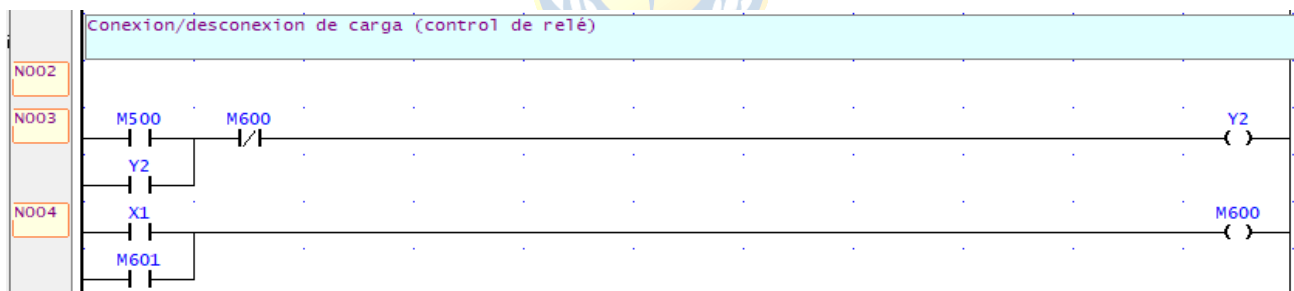 Conexion/desconexion de carga (control de relé)
N002
N003
M500 M600 Y2
Y2
N004
X1 M600
M601